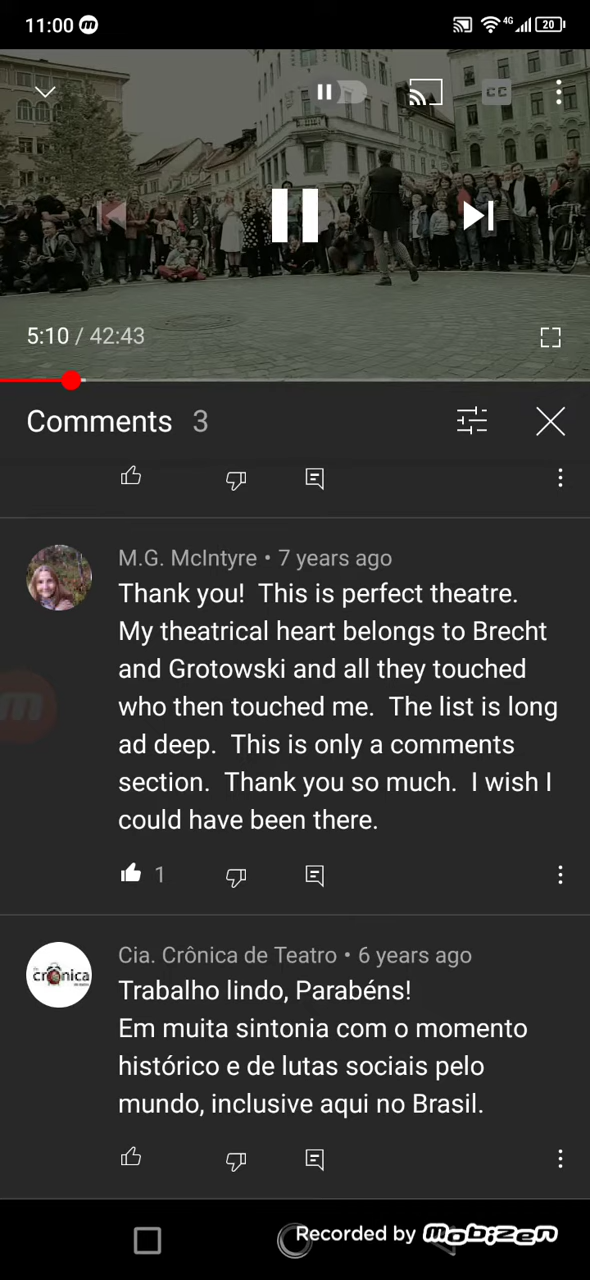 11:00 4G 20
CC
5:10 / 42:43
Comments 3
M.G. McIntyre • 7 years ago
Thank you!  This is perfect theatre.
My theatrical heart belongs to Brecht
and Grotowski and all they touched
who then touched me.  The list is long
ad deep.  This is only a comments
section.  Thank you so much.  I wish I
could have been there.
1
crônica
Cia. Crônica de Teatro • 6 years ago
Trabalho lindo, Parabéns!
Em muita sintonia com o momento
histórico e de lutas sociais pelo
mundo, inclusive aqui no Brasil.
Recorded by mobizen